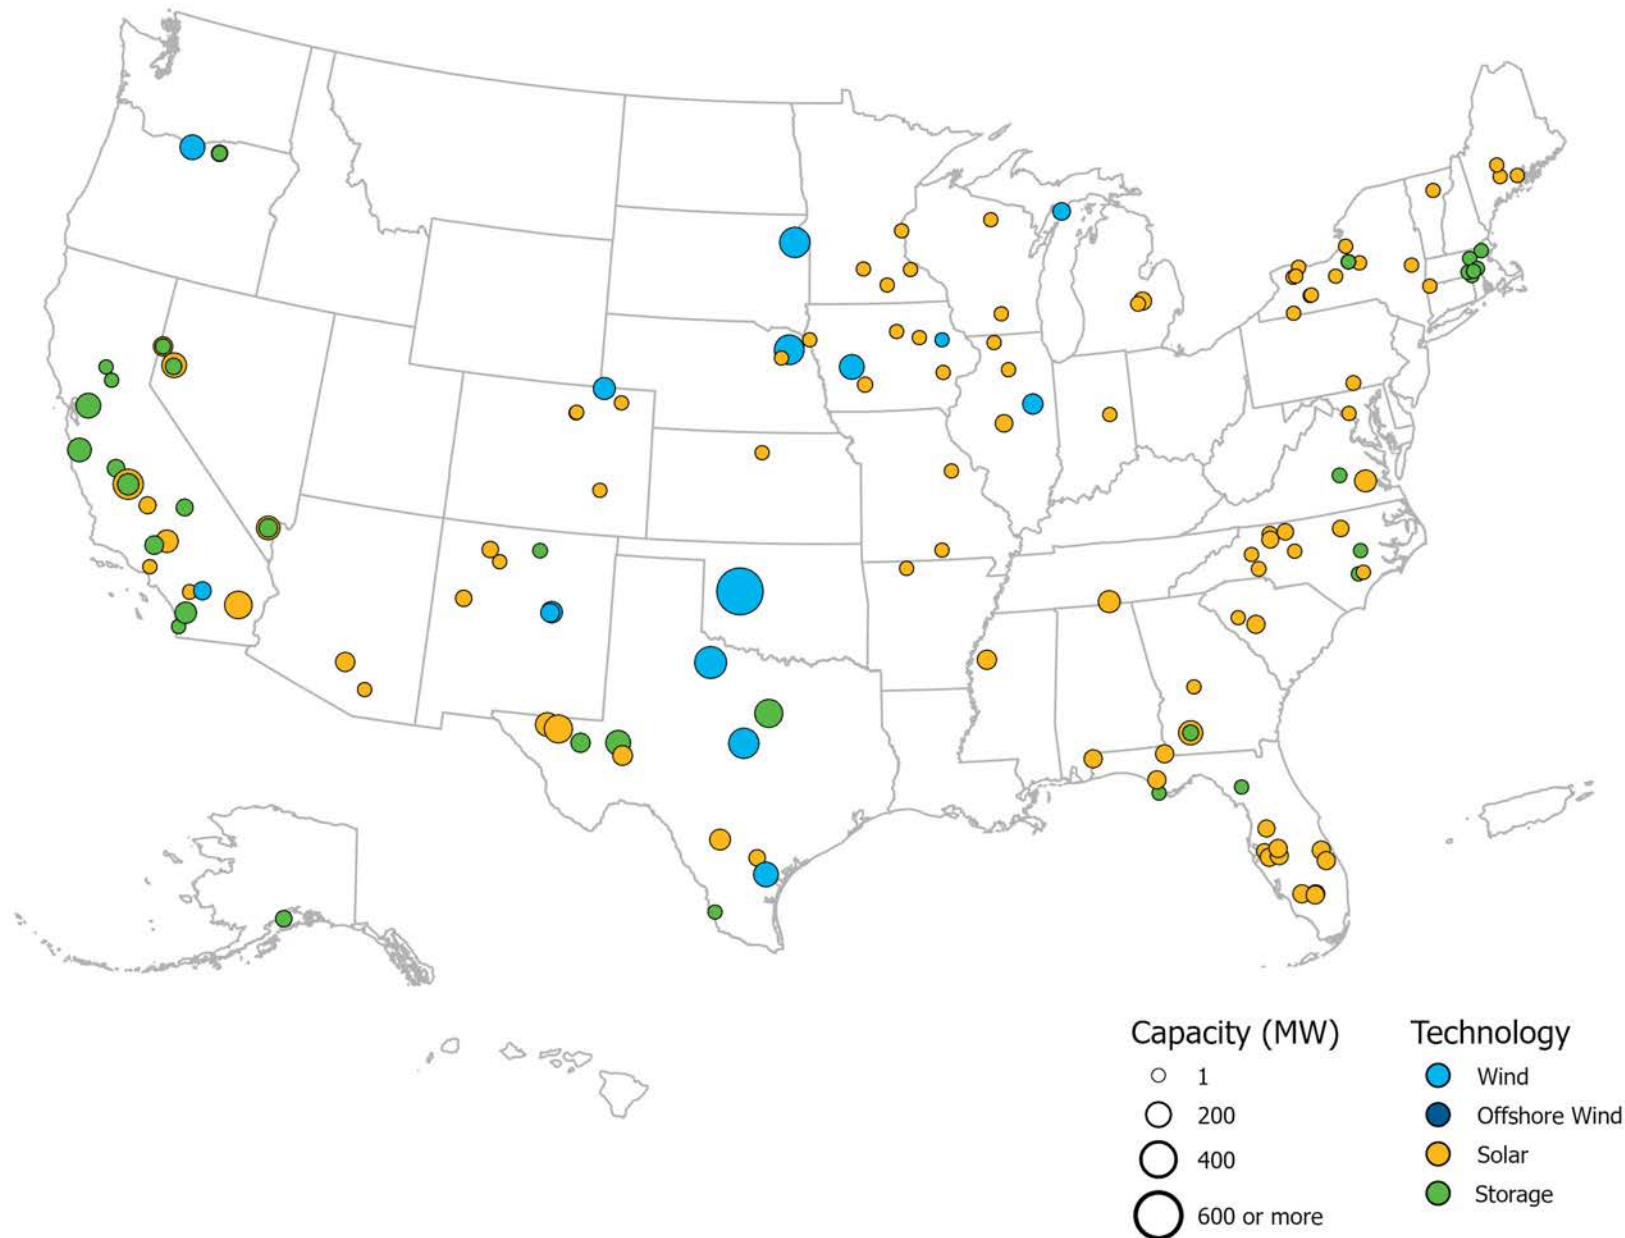 Capacity (MW)
1
200
400
600 or more
Technology
Wind
Offshore Wind
Solar
Storage